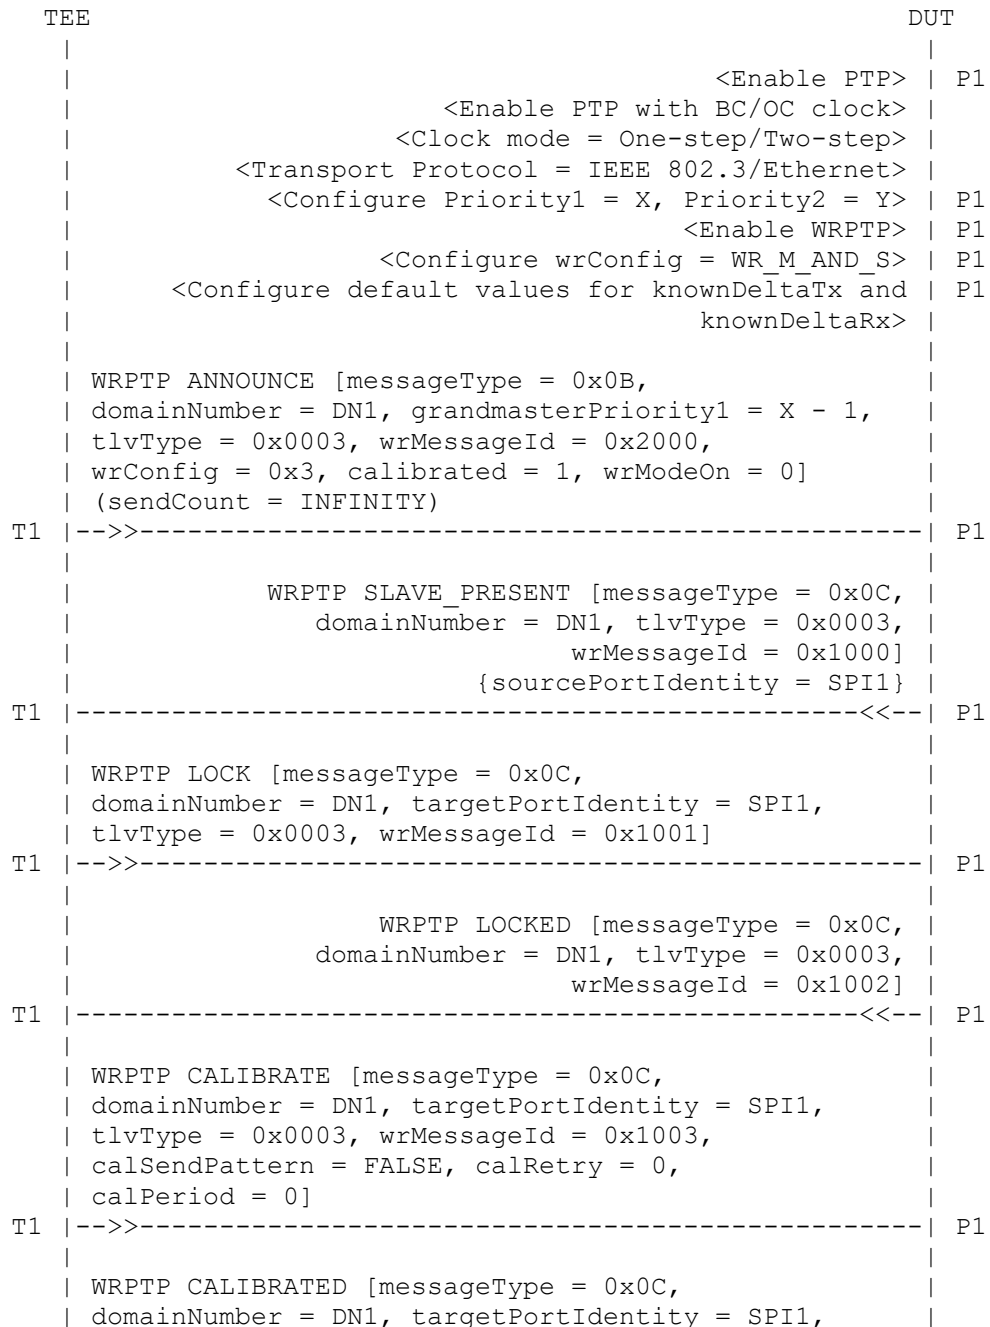 TEE                                                   DUT
   |                                                     |
   |                                        <Enable PTP> | P1
   |                       <Enable PTP with BC/OC clock> |
   |                    <Clock mode = One-step/Two-step> |
   |          <Transport Protocol = IEEE 802.3/Ethernet> |
   |            <Configure Priority1 = X, Priority2 = Y> | P1
   |                                      <Enable WRPTP> | P1
   |                   <Configure wrConfig = WR_M_AND_S> | P1
   |      <Configure default values for knownDeltaTx and | P1
   |                                       knownDeltaRx> |
   |                                                     |
   | WRPTP ANNOUNCE [messageType = 0x0B,                 |
   | domainNumber = DN1, grandmasterPriority1 = X - 1,   |
   | tlvType = 0x0003, wrMessageId = 0x2000,             |
   | wrConfig = 0x3, calibrated = 1, wrModeOn = 0]       |
   | (sendCount = INFINITY)                              |
T1 |-->>-------------------------------------------------| P1
   |                                                     |
   |            WRPTP SLAVE_PRESENT [messageType = 0x0C, |
   |               domainNumber = DN1, tlvType = 0x0003, |
   |                               wrMessageId = 0x1000] |
   |                         {sourcePortIdentity = SPI1} |
T1 |-------------------------------------------------<<--| P1
   |                                                     |
   | WRPTP LOCK [messageType = 0x0C,                     |
   | domainNumber = DN1, targetPortIdentity = SPI1,      |
   | tlvType = 0x0003, wrMessageId = 0x1001]             |
T1 |-->>-------------------------------------------------| P1
   |                                                     |
   |                   WRPTP LOCKED [messageType = 0x0C, |
   |               domainNumber = DN1, tlvType = 0x0003, |
   |                               wrMessageId = 0x1002] |
T1 |-------------------------------------------------<<--| P1
   |                                                     |
   | WRPTP CALIBRATE [messageType = 0x0C,                |
   | domainNumber = DN1, targetPortIdentity = SPI1,      |
   | tlvType = 0x0003, wrMessageId = 0x1003,             |
   | calSendPattern = FALSE, calRetry = 0,               |
   | calPeriod = 0]                                      |
T1 |-->>-------------------------------------------------| P1
   |                                                     |
   | WRPTP CALIBRATED [messageType = 0x0C,               |
   | domainNumber = DN1, targetPortIdentity = SPI1,      |